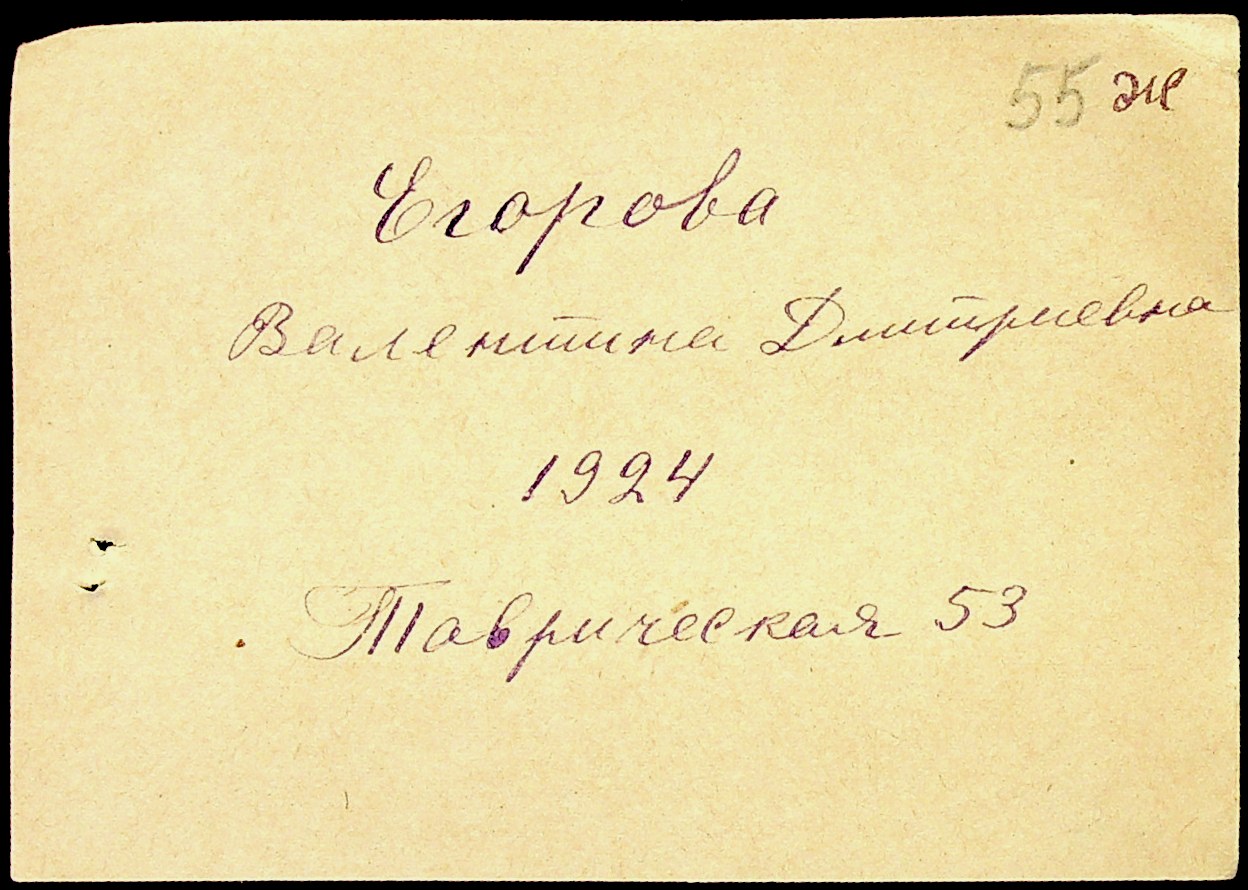 55 ж
Егорова
Валентина Дмитриевна
1924
Таврическая 53